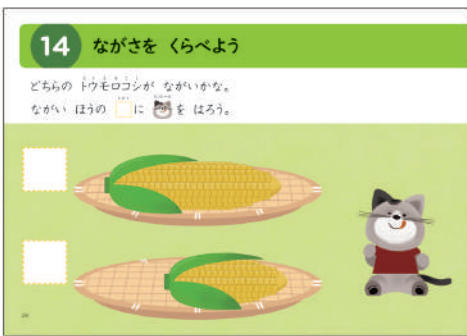 14 ながさを くらべよう
どちらの トウモロコシが ながいかな。
ながい ほうの に を はろう。